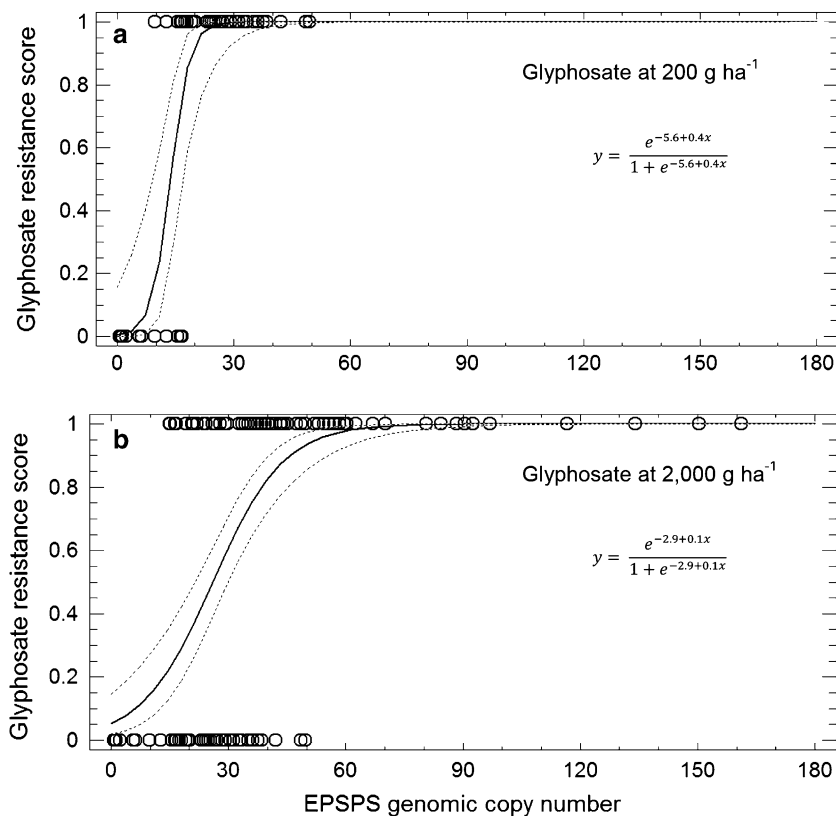 a
Glyphosate resistance score
1
0.8
0.6
0.4
0.2
0
Glyphosate at 200 g ha⁻¹
y = e^{-5.6+0.4x} / (1 + e^{-5.6+0.4x})
0 30 60 90 120 150 180
b
Glyphosate resistance score
1
0.8
0.6
0.4
0.2
0
Glyphosate at 2,000 g ha⁻¹
y = e^{-2.9+0.1x} / (1 + e^{-2.9+0.1x})
0 30 60 90 120 150 180
EPSPS genomic copy number